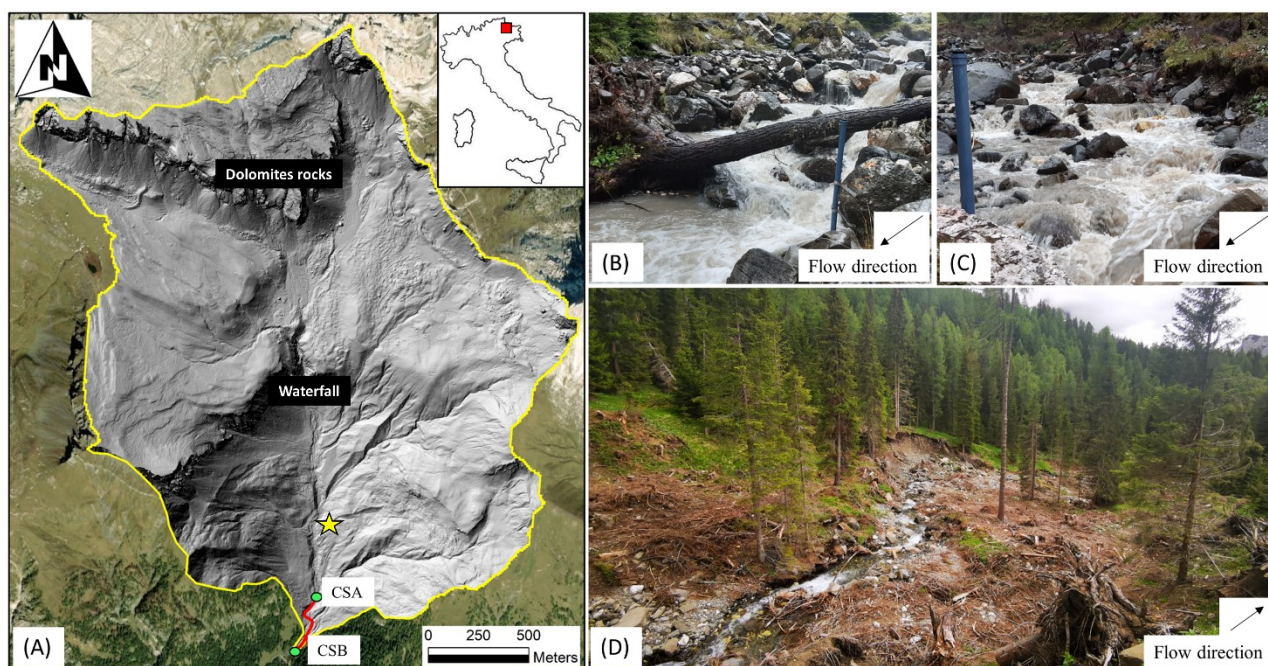 N
Dolomites rocks
Waterfall
CSA
CSB
0 250 500
Meters
(A)
(B)
Flow direction
(C)
Flow direction
(D)
Flow direction